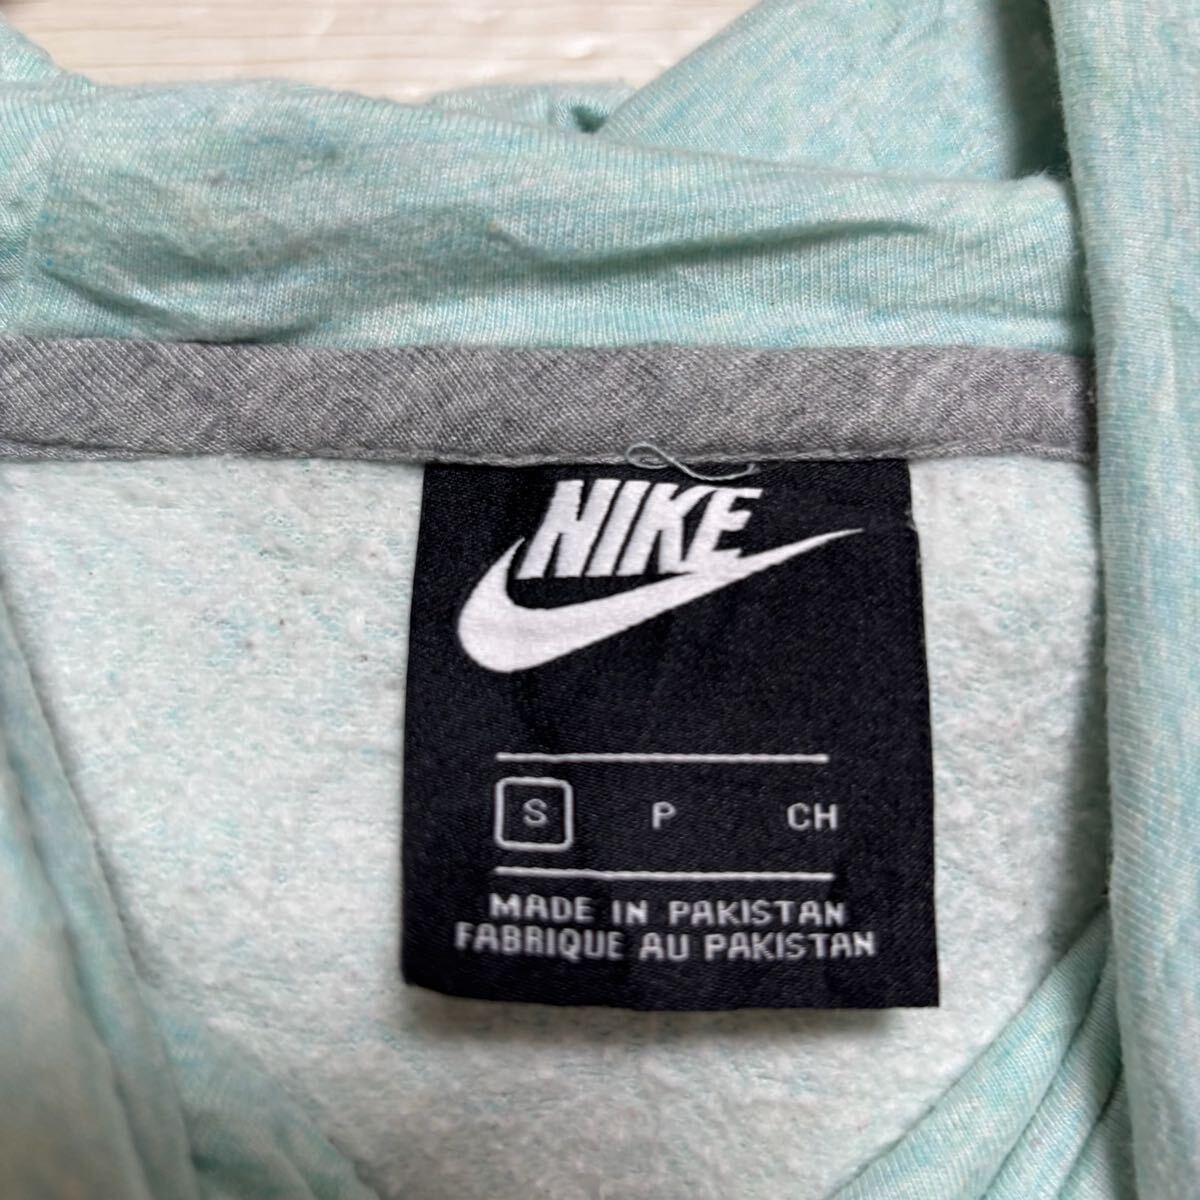 NIKE
S P CH
MADE IN PAKISTAN
FABRIQUE AU PAKISTAN